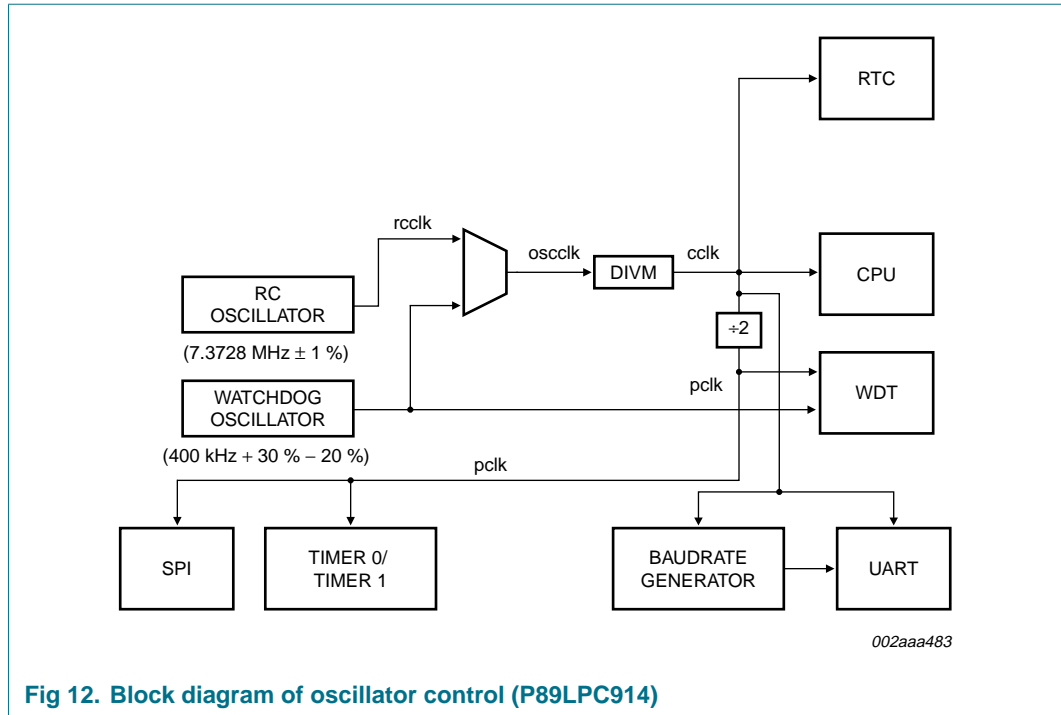 RTC
rcclk
oscclk
cclk
DIVM
CPU
RC
OSCILLATOR
(7.3728 MHz ± 1 %)
÷2
WATCHDOG
OSCILLATOR
pclk
WDT
(400 kHz + 30 % − 20 %)
pclk
SPI
TIMER 0/
TIMER 1
BAUDRATE
GENERATOR
UART
002aaa483
Fig 12. Block diagram of oscillator control (P89LPC914)